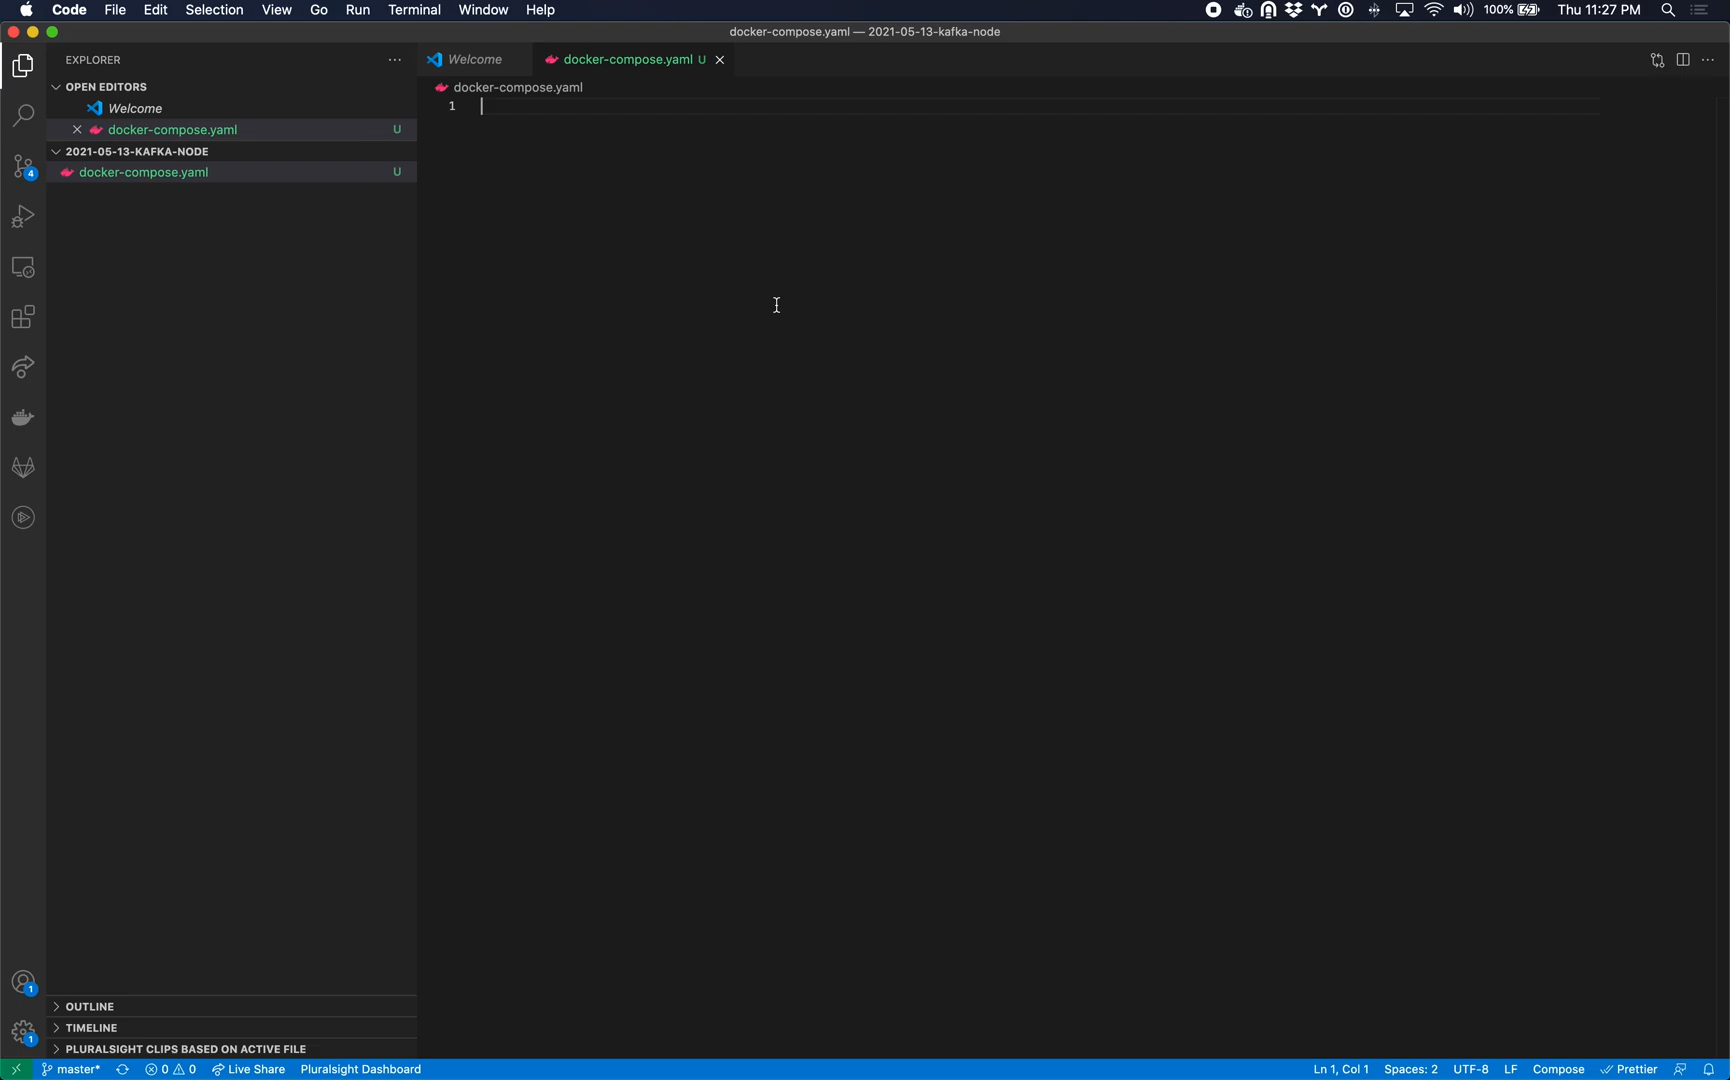 Code File Edit Selection View Go Run Terminal Window Help 100% Thu 11:27 PM
docker-compose.yaml — 2021-05-13-kafka-node
EXPLORER
OPEN EDITORS
Welcome
docker-compose.yaml U
2021-05-13-KAFKA-NODE
docker-compose.yaml U
4
1
1
OUTLINE
TIMELINE
PLURALSIGHT CLIPS BASED ON ACTIVE FILE
Welcome docker-compose.yaml U
docker-compose.yaml
1
master* 0 0 Live Share Pluralsight Dashboard Ln 1, Col 1 Spaces: 2 UTF-8 LF Compose Prettier